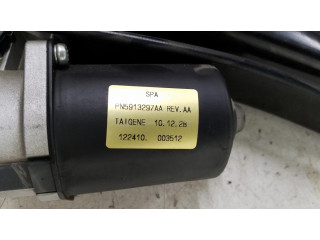 SPA
PN5913297AA REV.AA
TAIGENE 10.12.28
122410. 003512